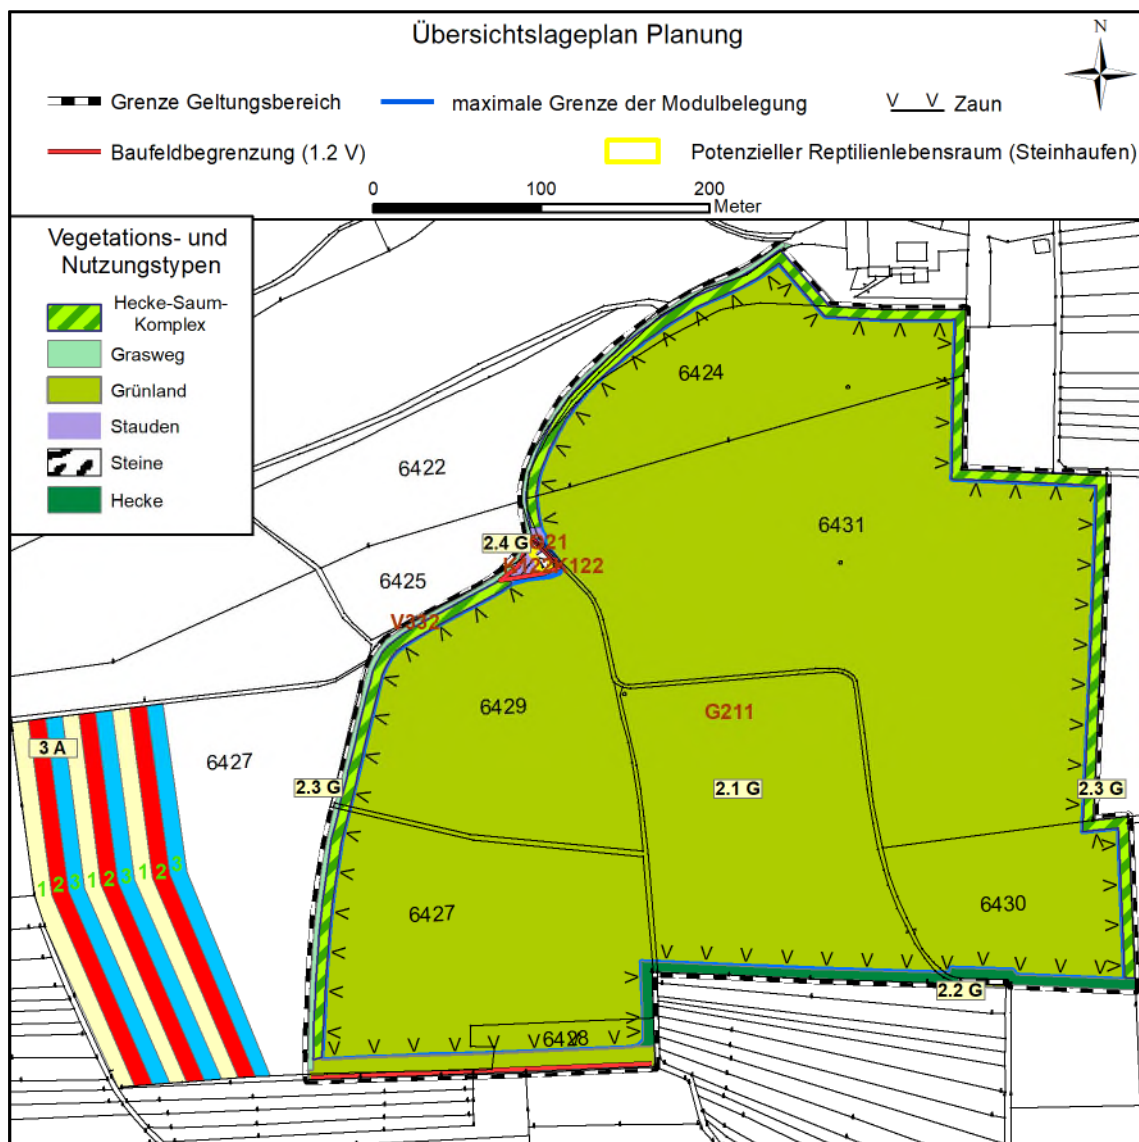 Übersichtslageplan Planung
N
Grenze Geltungsbereich
maximale Grenze der Modulbelegung
V V Zaun
Baufeldbegrenzung (1.2 V)
Potenzieller Reptilienlebensraum (Steinhaufen)
0 100 200
Meter
Vegetations- und
Nutzungstypen
Hecke-Saum-
Komplex
Grasweg
Grünland
Stauden
Steine
Hecke
6424
6422
6431
2.4 G
6425
K122
V332
6429
G211
3 A
6427
2.3 G
2.1 G
2.3 G
1 2 3 1 2 3 1 2 3
6427
6430
2.2 G
6428